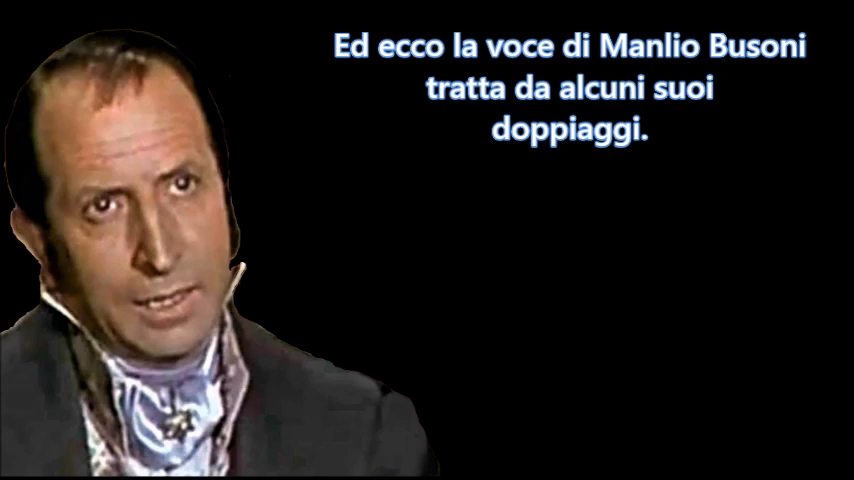 Ed ecco la voce di Manlio Busoni
tratta da alcuni suoi
doppiaggi.